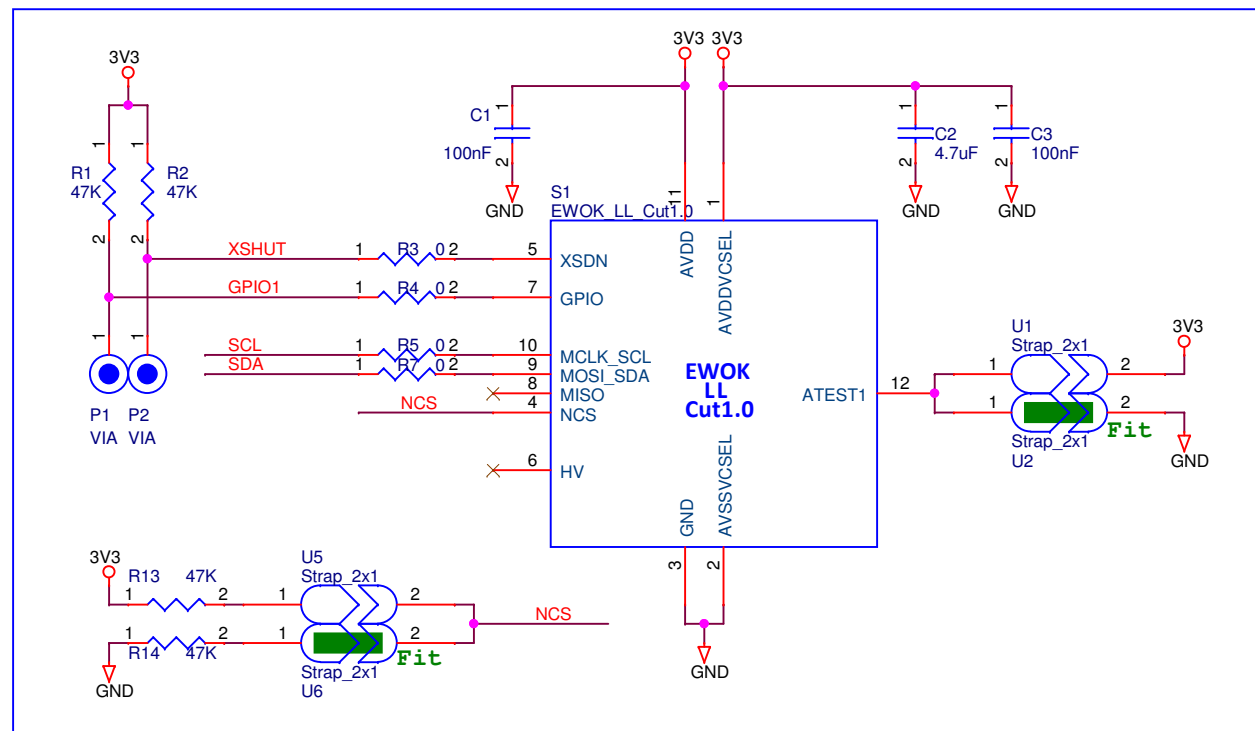 3V3 3V3
3V3
C1
1
100nF
2
GND
1
C2
4.7uF
2
GND
1
C3
100nF
2
GND
1 1
R1
47K
R2
47K
2 2
S1
EWOK_LL_Cut1.0
11 1
AVDD
AVDDVCSEL
XSHUT 1 R3 0 2 5 XSDN
GPIO1 1 R4 0 2 7 GPIO
1 1
P1
VIA
P2
VIA
SCL 1 R5 0 2 10 MCLK_SCL
SDA 1 R7 0 2 9 MOSI_SDA
8 MISO
NCS 4 NCS
6 HV
EWOK
LL
Cut1.0
ATEST1 12
U1
Strap_2x1
3V3
1 2
1 2
Fit
Strap_2x1
U2
GND
GND
AVSSVCSEL
3 2
GND
3V3
R13 47K
1 2
U5
Strap_2x1
1 2
NCS
1 2
R14 47K
1 2
Fit
Strap_2x1
U6
GND